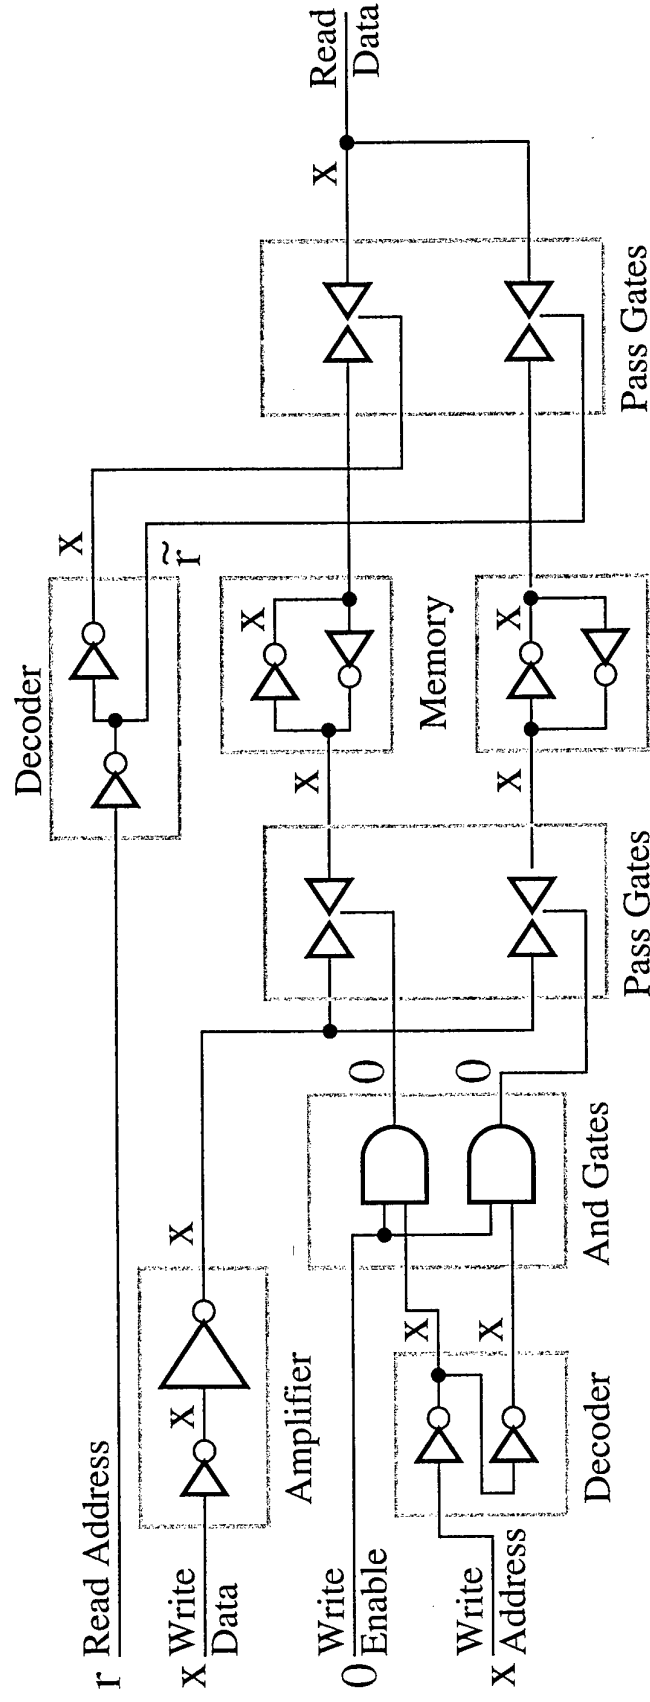 r Read Address
Decoder
X
r̃
X Write
Data
X
X
Amplifier
0 Write
Enable
X Write
Address
X
X
Decoder
And Gates
0
0
Pass Gates
X
X
X
X
Memory
Pass Gates
X
Read
Data